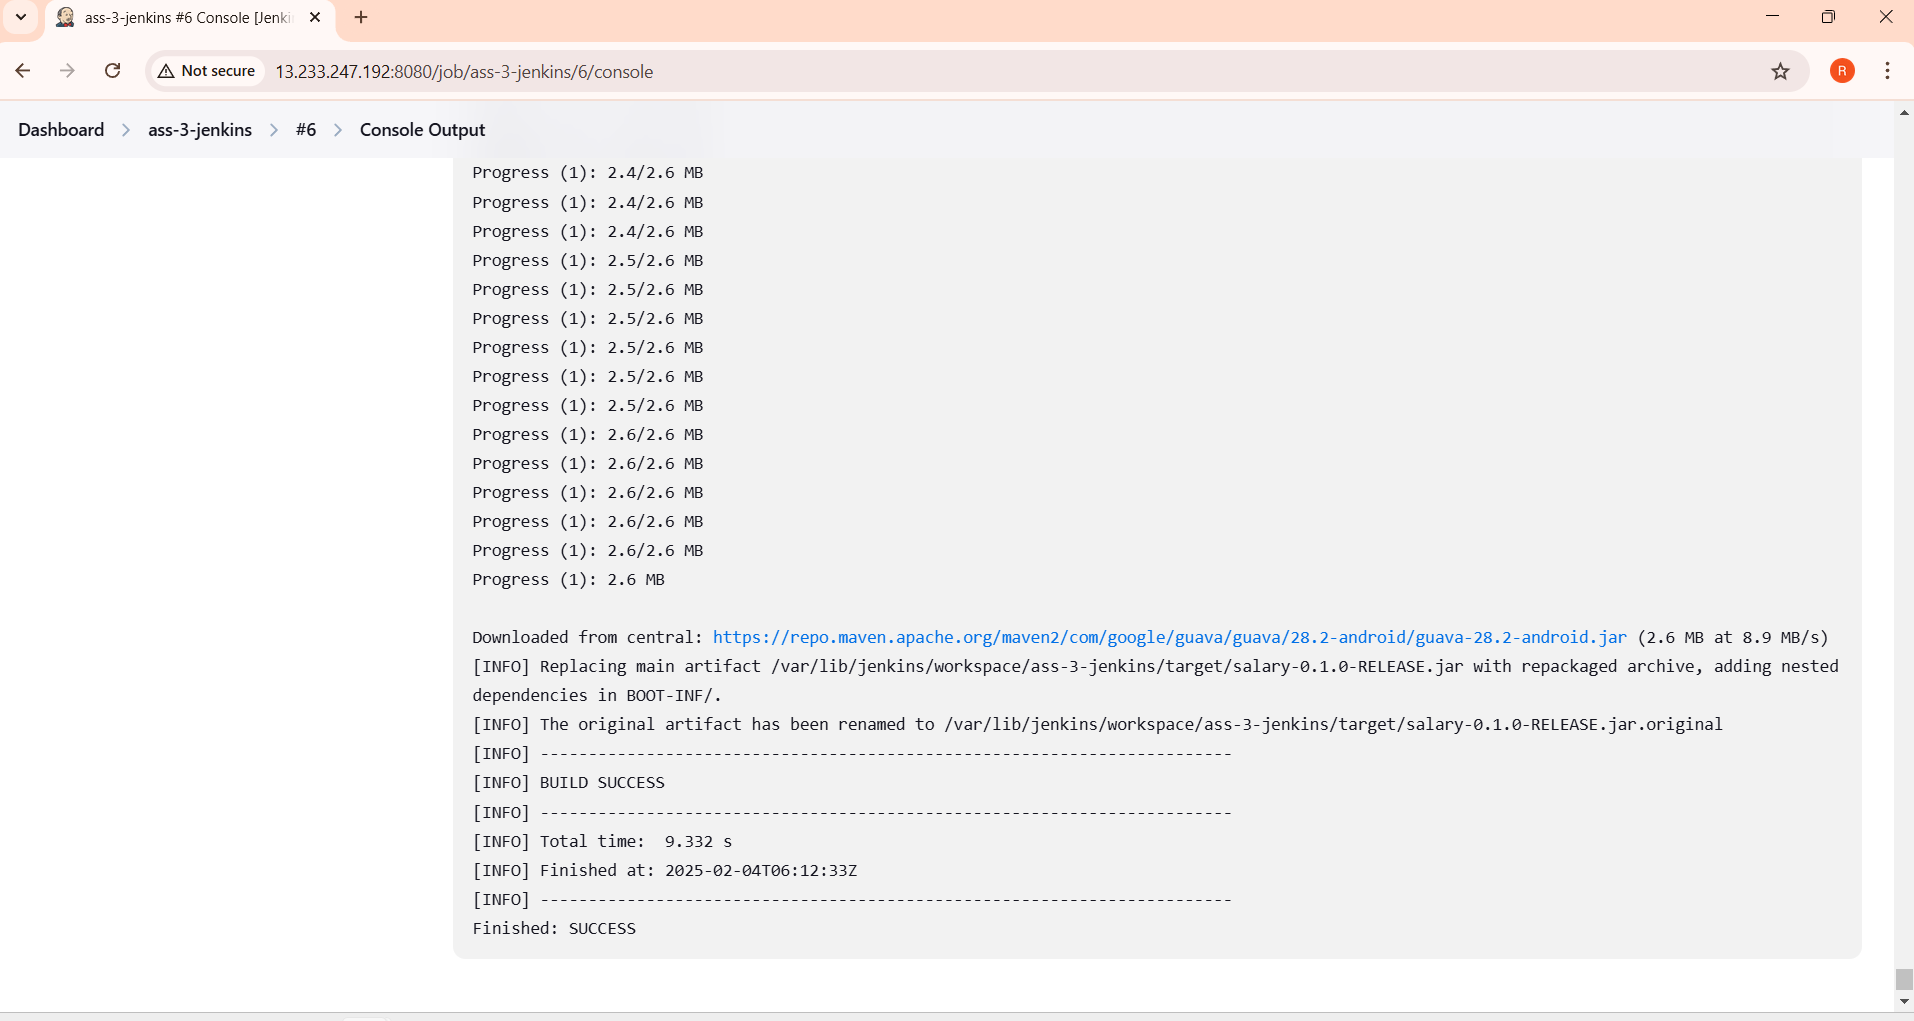 ass-3-jenkins #6 Console [Jenki
Not secure
13.233.247.192:8080/job/ass-3-jenkins/6/console
R
Dashboard
ass-3-jenkins
#6
Console Output
Progress (1): 2.4/2.6 MB
Progress (1): 2.4/2.6 MB
Progress (1): 2.4/2.6 MB
Progress (1): 2.5/2.6 MB
Progress (1): 2.5/2.6 MB
Progress (1): 2.5/2.6 MB
Progress (1): 2.5/2.6 MB
Progress (1): 2.5/2.6 MB
Progress (1): 2.5/2.6 MB
Progress (1): 2.6/2.6 MB
Progress (1): 2.6/2.6 MB
Progress (1): 2.6/2.6 MB
Progress (1): 2.6/2.6 MB
Progress (1): 2.6/2.6 MB
Progress (1): 2.6 MB
Downloaded from central: https://repo.maven.apache.org/maven2/com/google/guava/guava/28.2-android/guava-28.2-android.jar (2.6 MB at 8.9 MB/s)
[INFO] Replacing main artifact /var/lib/jenkins/workspace/ass-3-jenkins/target/salary-0.1.0-RELEASE.jar with repackaged archive, adding nested
dependencies in BOOT-INF/.
[INFO] The original artifact has been renamed to /var/lib/jenkins/workspace/ass-3-jenkins/target/salary-0.1.0-RELEASE.jar.original
[INFO] ------------------------------------------------------------------------
[INFO] BUILD SUCCESS
[INFO] ------------------------------------------------------------------------
[INFO] Total time:  9.332 s
[INFO] Finished at: 2025-02-04T06:12:33Z
[INFO] ------------------------------------------------------------------------
Finished: SUCCESS